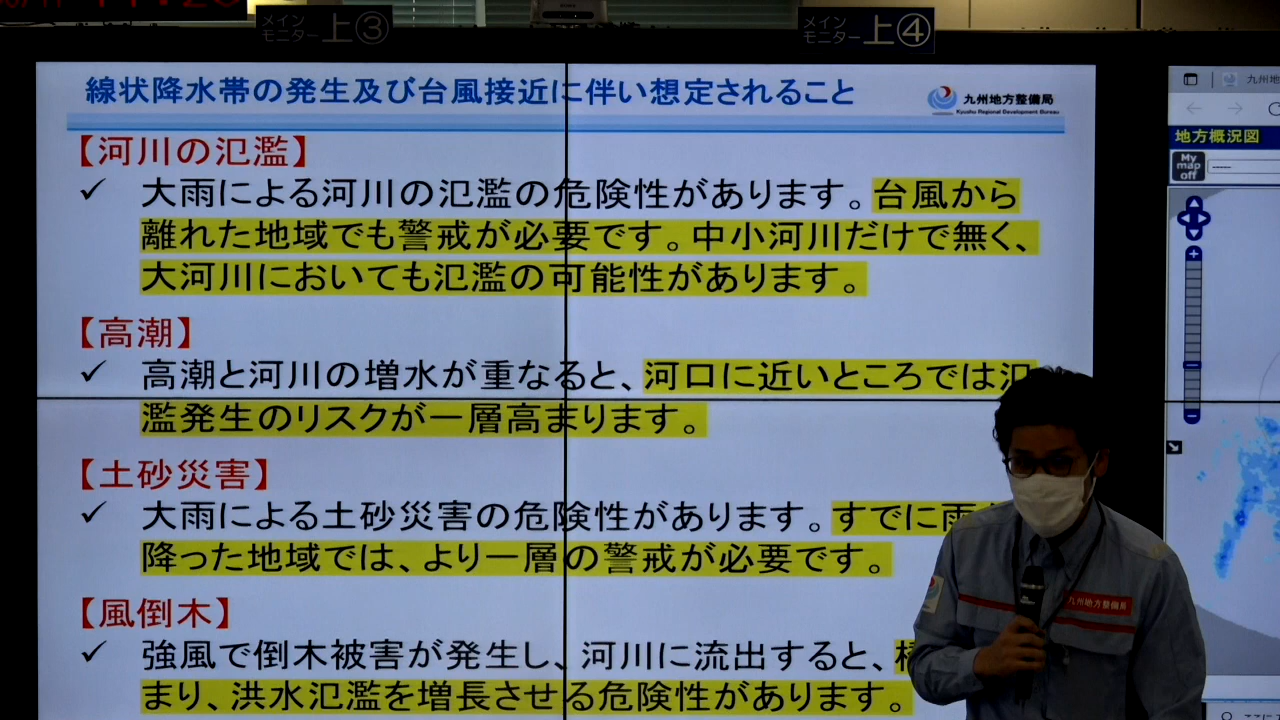 メイン
モニター 上③
メイン
モニター 上④
線状降水帯の発生及び台風接近に伴い想定されること
九州地方整備局
Kyushu Regional Development Bureau
【河川の氾濫】
✓ 大雨による河川の氾濫の危険性があります。台風から
離れた地域でも警戒が必要です。中小河川だけで無く、
大河川においても氾濫の可能性があります。
【高潮】
✓ 高潮と河川の増水が重なると、河口に近いところでは氾
濫発生のリスクが一層高まります。
【土砂災害】
✓ 大雨による土砂災害の危険性があります。すでに雨
降った地域では、より一層の警戒が必要です。
【風倒木】
✓ 強風で倒木被害が発生し、河川に流出すると、
まり、洪水氾濫を増長させる危険性があります。
九州地
地方概況図
My
map
off
九州地方整備局